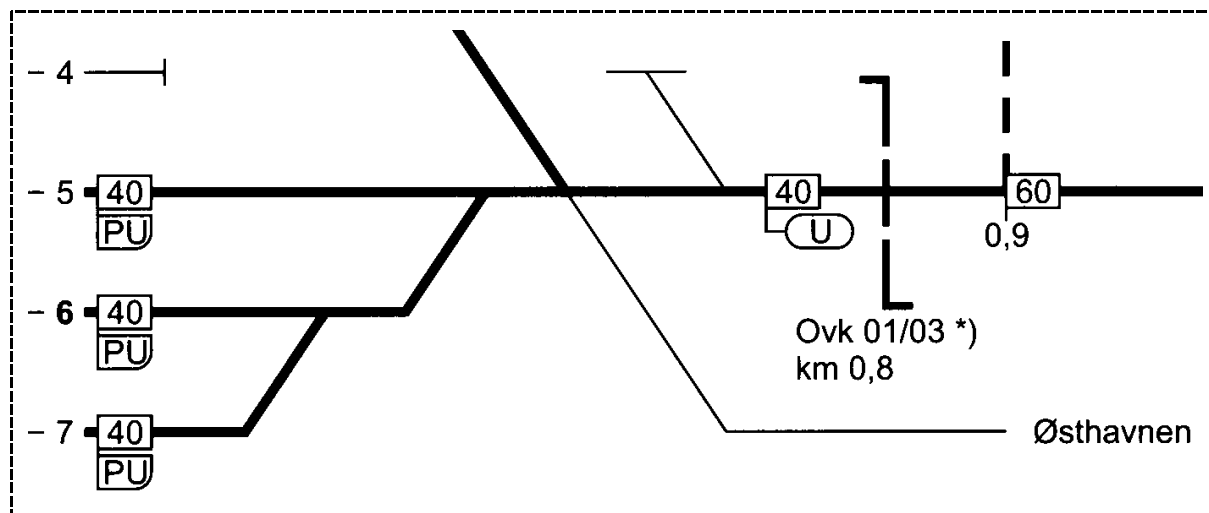 – 4
– 5 40 40 60
PU U 0,9
– 6 40
PU
Ovk 01/03 *)
km 0,8
– 7 40
PU
Østhavnen